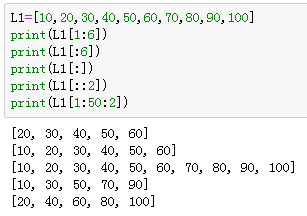 L1=[10,20,30,40,50,60,70,80,90,100]
print(L1[1:6])
print(L1[:6])
print(L1[:])
print(L1[::2])
print(L1[1:50:2])
[20, 30, 40, 50, 60]
[10, 20, 30, 40, 50, 60]
[10, 20, 30, 40, 50, 60, 70, 80, 90, 100]
[10, 30, 50, 70, 90]
[20, 40, 60, 80, 100]